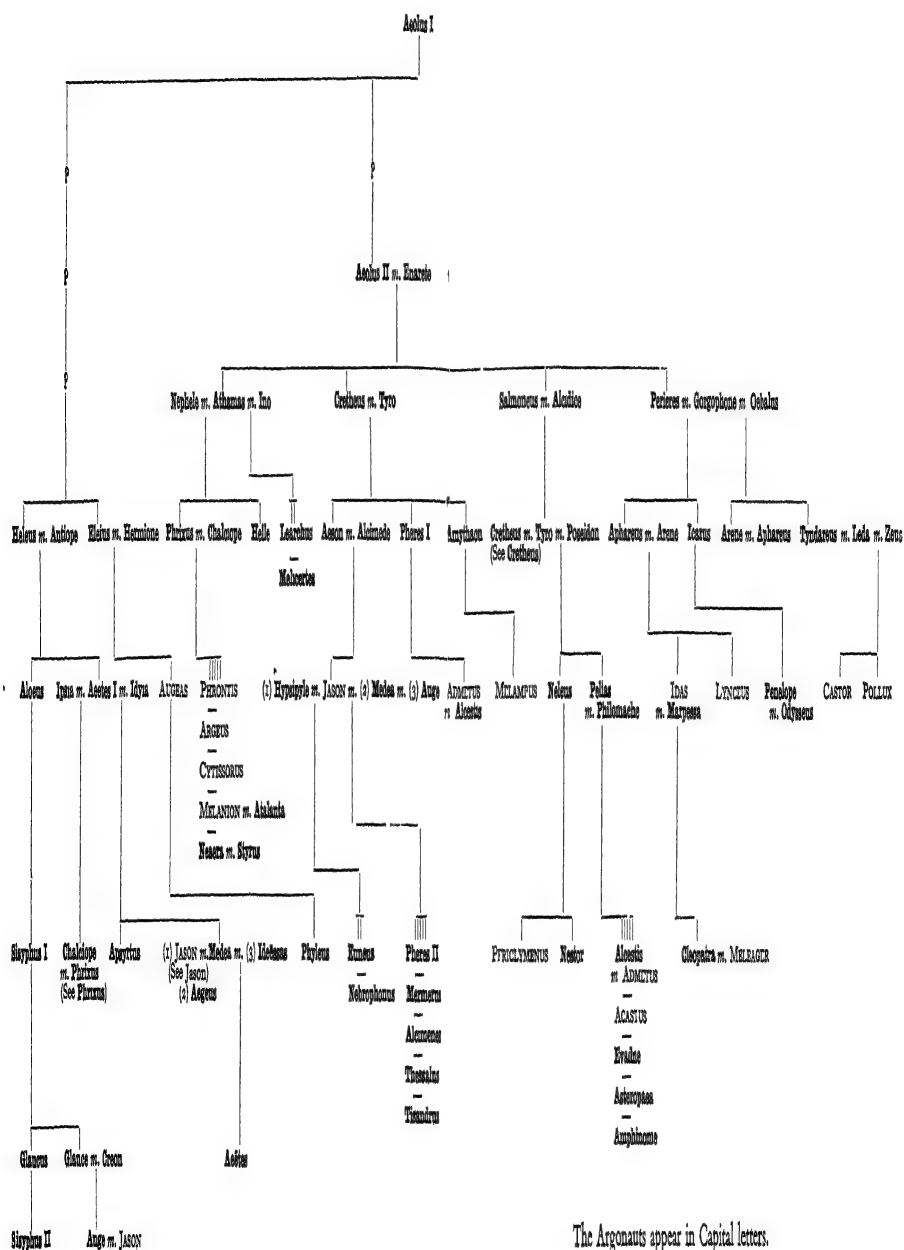 Aeolus I
?
?
?
?
Aeolus II m. Enarete
Nephele m. Athamas m. Ino
Cretheus m. Tyro
Salmoneus m. Alcidice
Perieres m. Gorgophone m Oebalus
Heleus m. Antiope
Eleius m. Hermione
Phrixus m. Chalciope
Helle
Learchus
—
Melicertes
Aeson m. Alcimede
Pheres I
Amythaon
Cretheus m. Tyro m. Poseidon
(See Cretheus)
Aphareus m. Arene
Icarus
Arene m. Aphareus
Tyndareus m. Leda m. Zeus
Aloeus
Ipsia m. Aetes I m. Idyia
AUGEAS
PHRONTIS
—
ARGEUS
—
CYTISSORUS
—
MELANION m. Atalanta
—
Neaera m. Styrus
(1) Hypsipyle m. JASON m. (2) Medea m. (3) Auge
ADMETUS
m Alcestis
MELAMPUS
Neleus
Pelias
m. Philomache
IDAS
m. Marpessa
LYNCEUS
Penelope
m. Odysseus
CASTOR
POLLUX
Sisyphus I
Chalciope
m. Phrixus
(See Phrixus)
Apsyrtus
(1) JASON m. Medea m. (3) Idessas
(See Jason)
(2) Aegeus
Phyleus
Euneus
—
Nebrophonus
Pheres II
—
Mermerus
—
Alcimenes
—
Thessalus
—
Tisandrus
PERICLYMENUS
Nestor
Alcestis
m ADMETUS
—
ACASTUS
—
Evadne
—
Asteropaea
—
Amphinome
Cleopatra m. MELEAGER
Glaucus
Glauce m. Creon
Aeëtes
Sisyphus II
Auge m. JASON
The Argonauts appear in Capital letters.